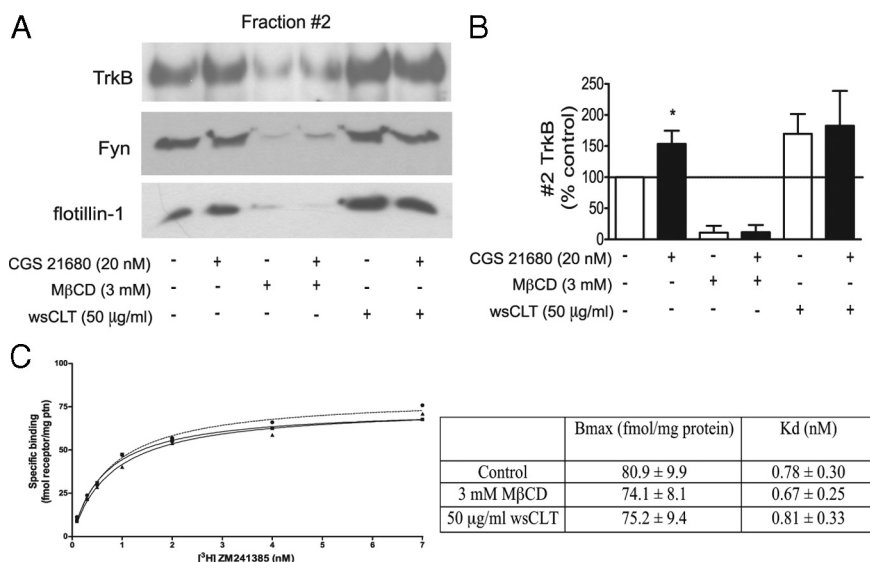 A
Fraction #2
TrkB
Fyn
flotillin-1
CGS 21680 (20 nM) - + - + - +
MβCD (3 mM) - - + + - -
wsCLT (50 μg/ml) - - - - + +
B
#2 TrkB
(% control)
250
200
150
100
50
0
*
CGS 21680 (20 nM) - + - + - +
MβCD (3 mM) - - + + - -
wsCLT (50 μg/ml) - - - - + +
C
Specific binding
(fmol receptor/mg ptn)
100
75
50
25
0
0 1 2 3 4 5 6 7
[³H] ZM241385 (nM)
Bmax (fmol/mg protein) Kd (nM)
Control 80.9 ± 9.9 0.78 ± 0.30
3 mM MβCD 74.1 ± 8.1 0.67 ± 0.25
50 μg/ml wsCLT 75.2 ± 9.4 0.81 ± 0.33